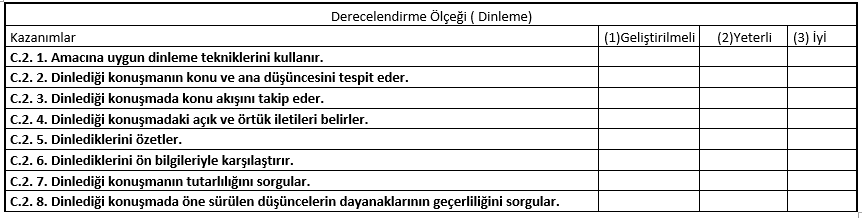 Derecelendirme Ölçeği ( Dinleme)
Kazanımlar (1)Geliştirilmeli (2)Yeterli (3) İyi
C.2. 1. Amacına uygun dinleme tekniklerini kullanır.
C.2. 2. Dinlediği konuşmanın konu ve ana düşüncesini tespit eder.
C.2. 3. Dinlediği konuşmada konu akışını takip eder.
C.2. 4. Dinlediği konuşmadaki açık ve örtük iletileri belirler.
C.2. 5. Dinlediklerini özetler.
C.2. 6. Dinlediklerini ön bilgileriyle karşılaştırır.
C.2. 7. Dinlediği konuşmanın tutarlılığını sorgular.
C.2. 8. Dinlediği konuşmada öne sürülen düşüncelerin dayanaklarının geçerliliğini sorgular.